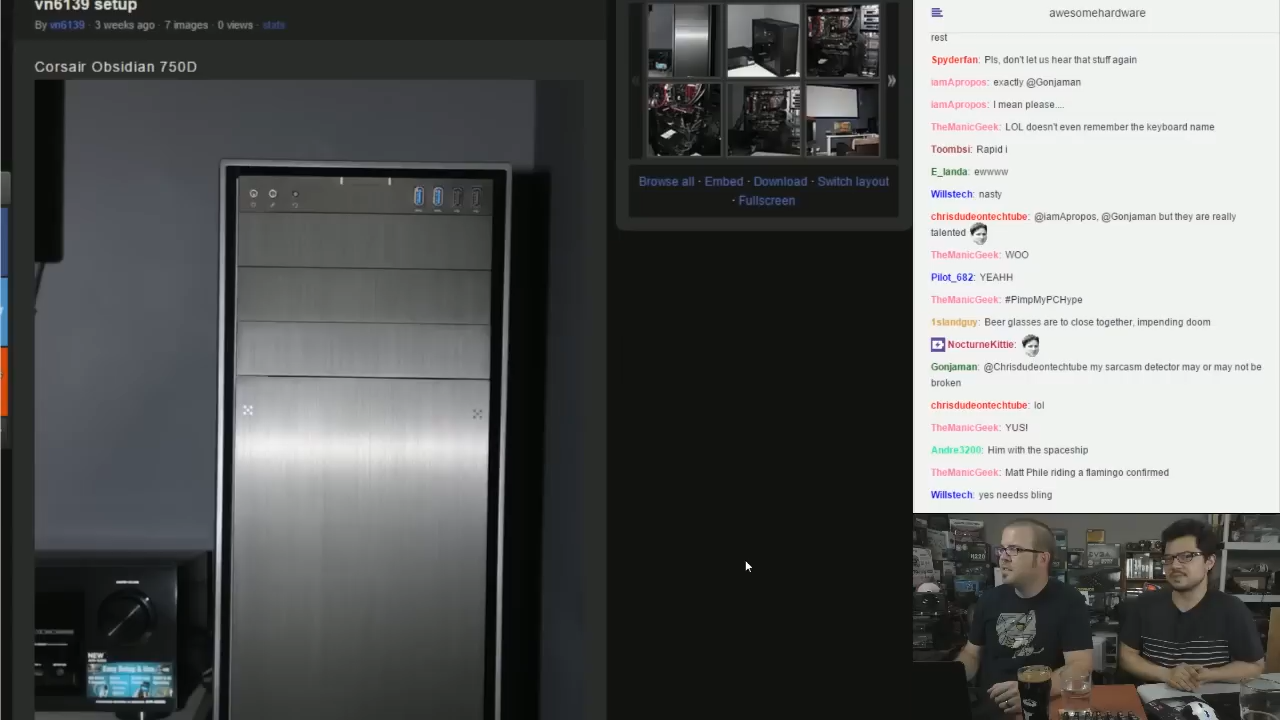 vn6139 setup
By vn6139 · 3 weeks ago · 7 images · 0 views · stats
Corsair Obsidian 750D
NEW
Easy Setup & Use
Browse all · Embed · Download · Switch layout
· Fullscreen
awesomehardware
rest
Spyderfan: Pls, don't let us hear that stuff again
iamApropos: exactly @Gonjaman
iamApropos: I mean please....
TheManicGeek: LOL doesn't even remember the keyboard name
Toombsi: Rapid i
E_landa: ewwww
Willstech: nasty
chrisdudeontechtube: @iamApropos, @Gonjaman but they are really
talented
TheManicGeek: WOO
Pilot_682: YEAHH
TheManicGeek: #PimpMyPCHype
1slandguy: Beer glasses are to close together, impending doom
NocturneKittie:
Gonjaman: @Chrisdudeontechtube my sarcasm detector may or may not be
broken
chrisdudeontechtube: lol
TheManicGeek: YUS!
Andre3200: Him with the spaceship
TheManicGeek: Matt Phile riding a flamingo confirmed
Willstech: yes needss bling